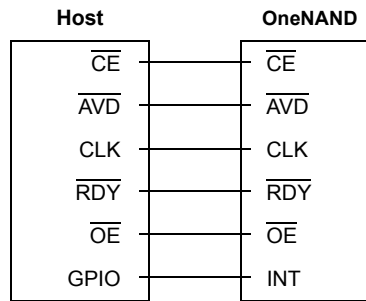 Host OneNAND
CE CE
AVD AVD
CLK CLK
RDY RDY
OE OE
GPIO INT